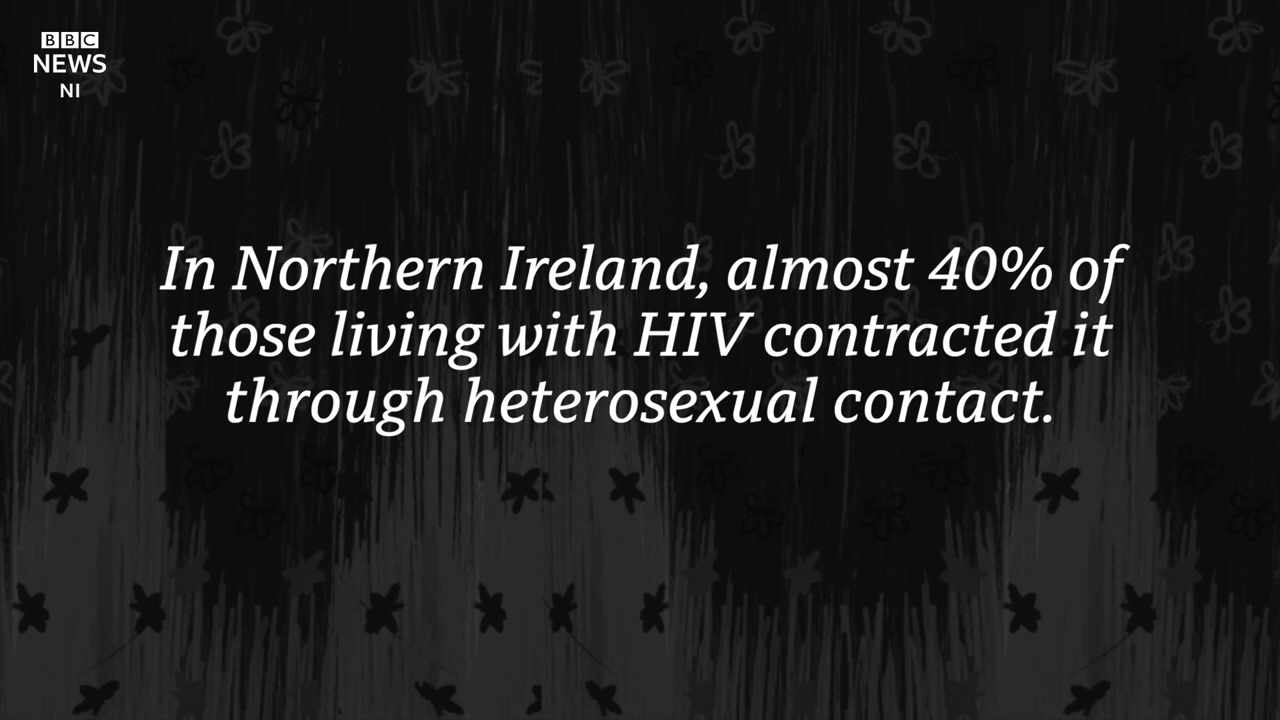 BBC
NEWS
NI
In Northern Ireland, almost 40% of
those living with HIV contracted it
through heterosexual contact.